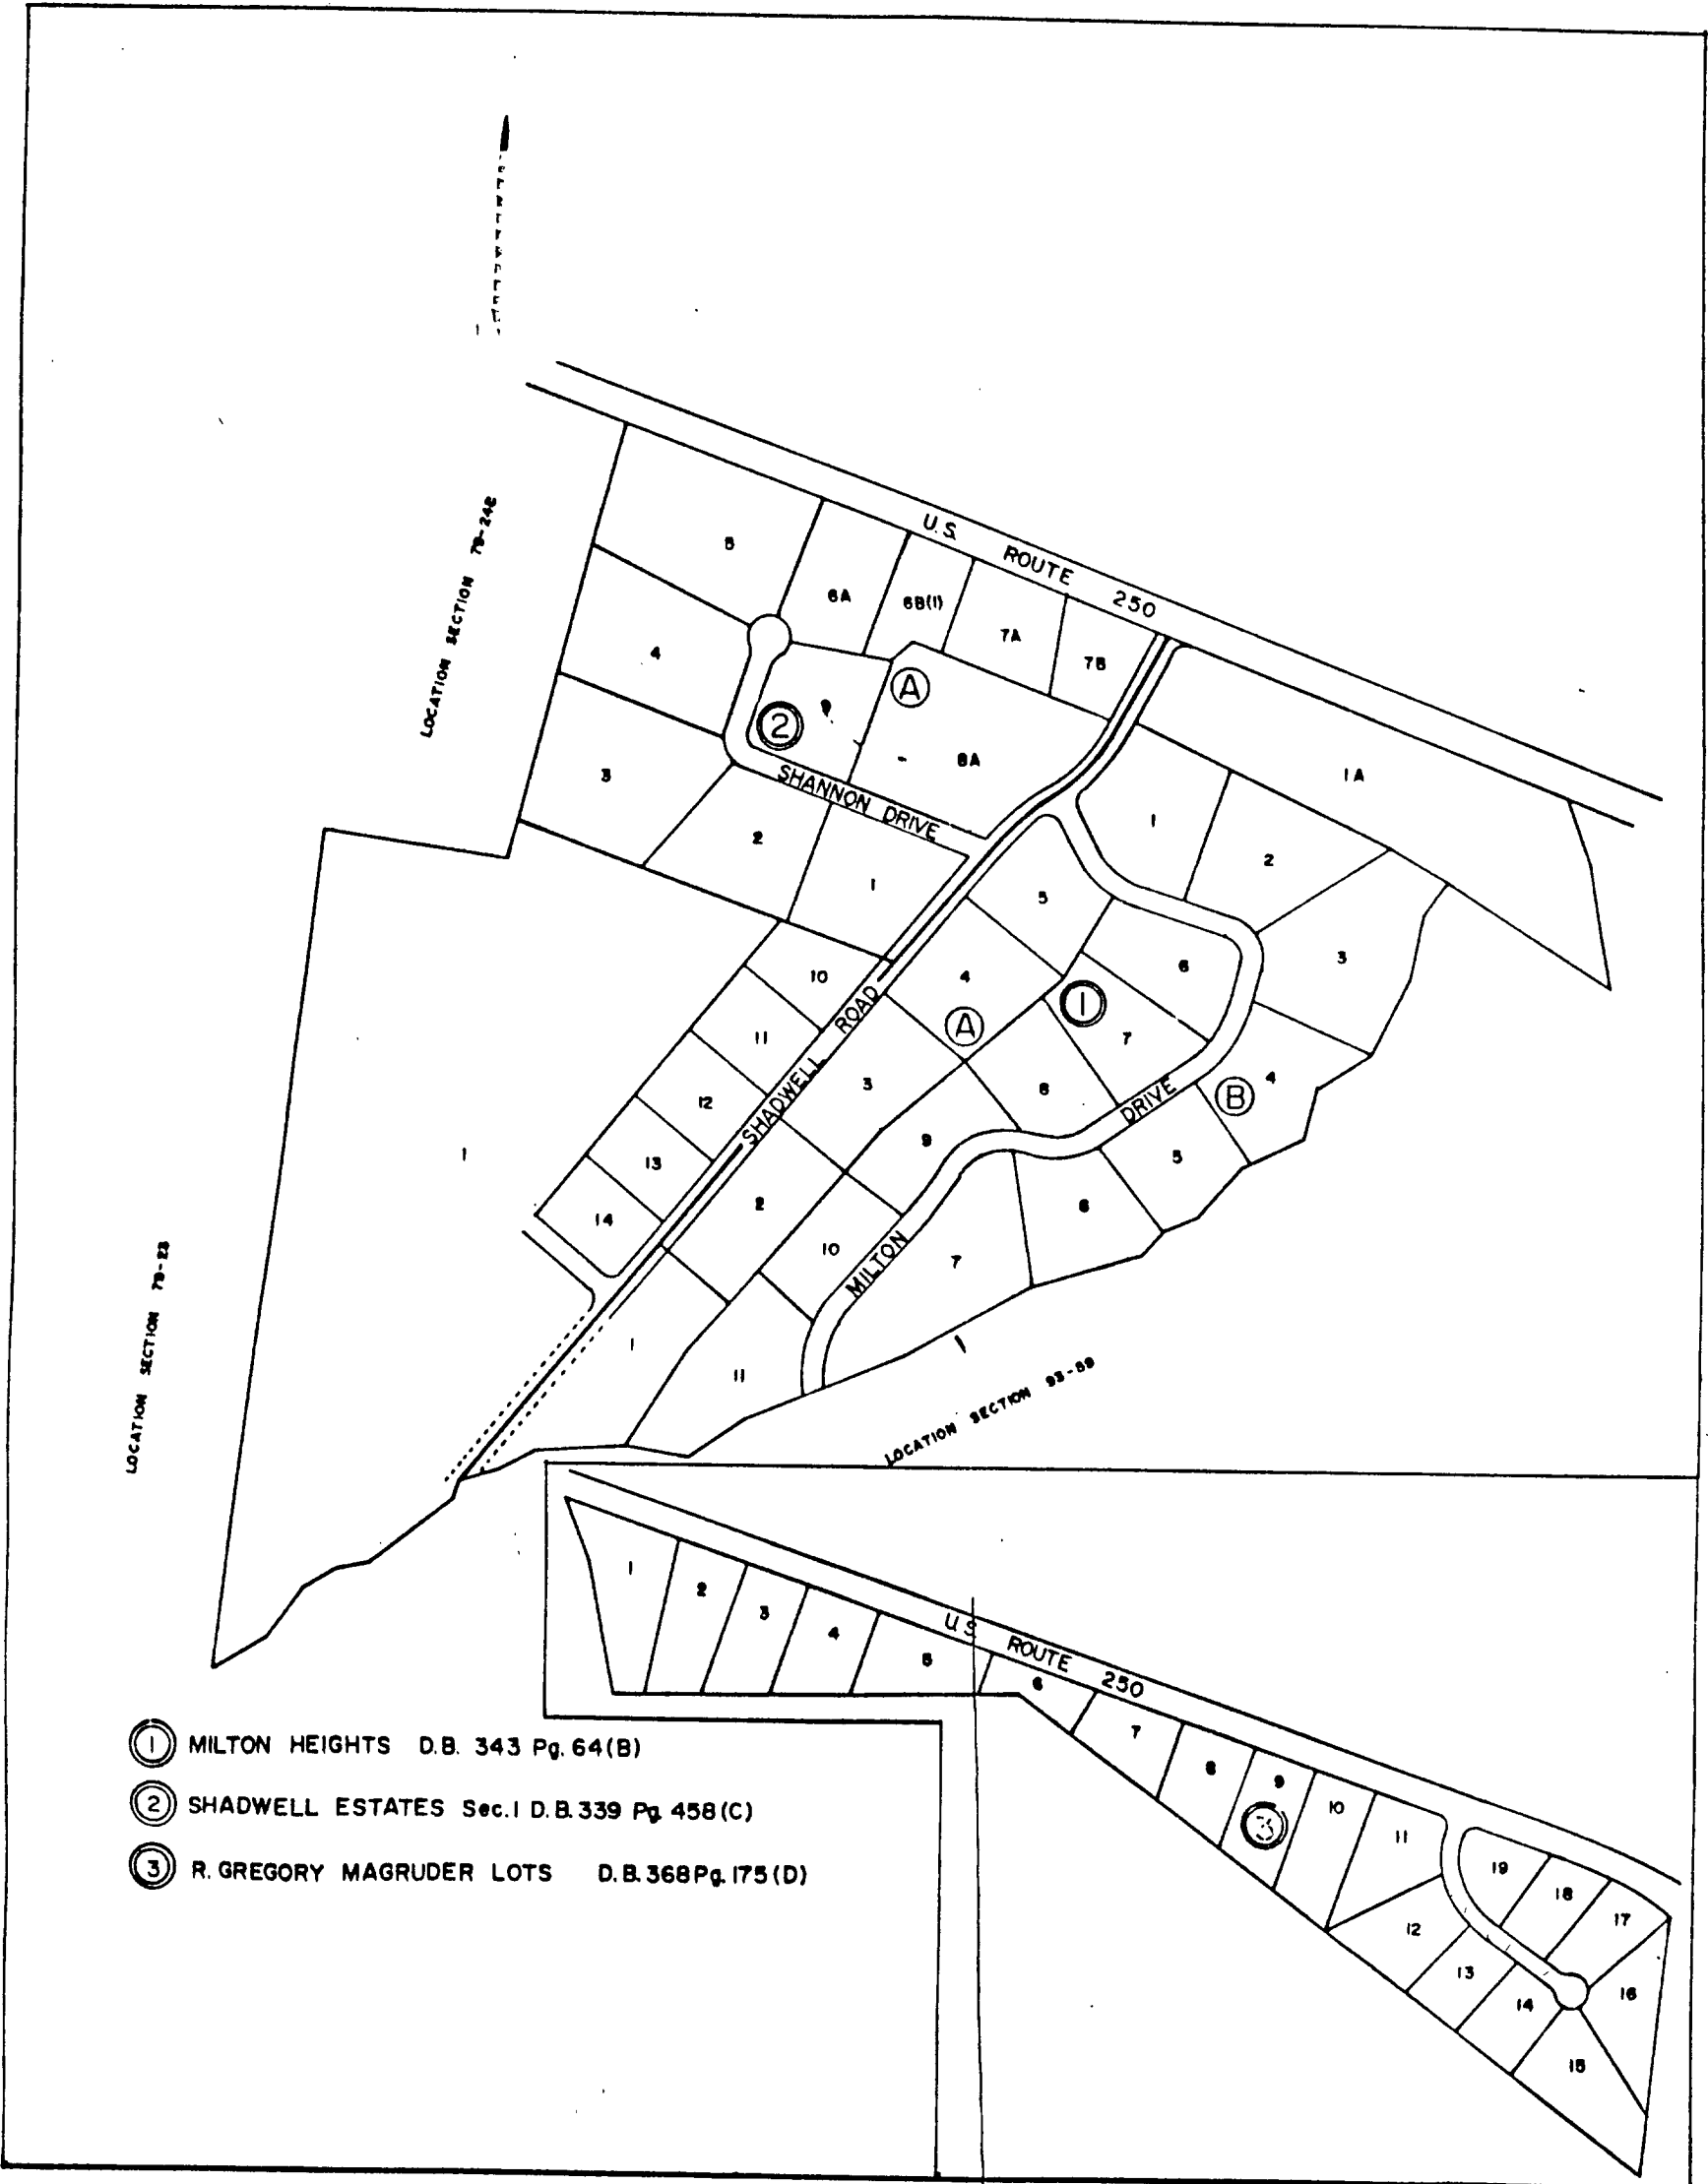 LOCATION SECTION 79-24E
U.S. ROUTE 250
5
6A
6B(1)
7A
7B
4
A
2
9
8A
1A
3
SHANNON DRIVE
2
1
1
2
3
5
4
6
1
7
A
8
B
4
10
11
12
13
14
SHADWELL ROAD
3
9
2
10
5
6
7
MILTON DRIVE
1
1
11
LOCATION SECTION 79-23
LOCATION SECTION 93-59
1
2
3
4
5
U.S. ROUTE 250
6
7
8
9
3
10
11
12
13
14
15
16
17
18
19
1 MILTON HEIGHTS D.B. 343 Pg. 64(B)
2 SHADWELL ESTATES Sec. 1 D.B. 339 Pg. 458(C)
3 R. GREGORY MAGRUDER LOTS D.B. 368 Pg. 175(D)